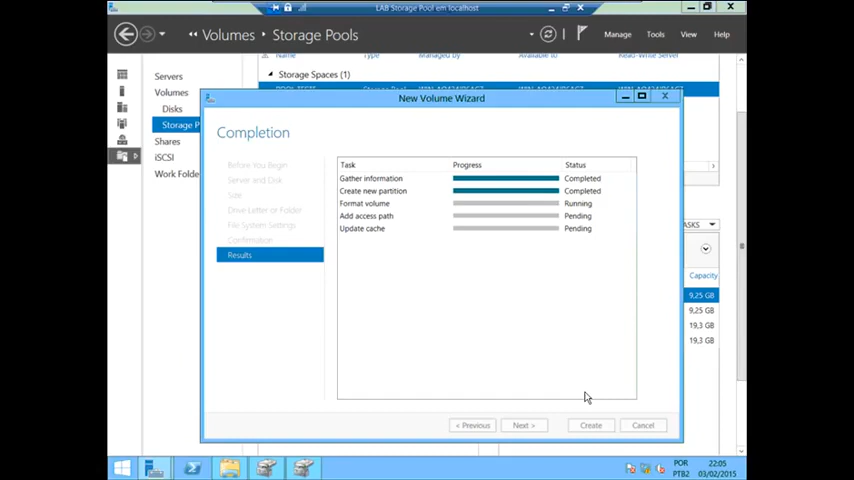 LAB Storage Pool em localhost
Volumes Storage Pools
Manage Tools View Help
Name Type Managed by Available to Read-Write Server
Storage Spaces (1)
Servers
Volumes
Disks
Storage P
Shares
iSCSI
Work Folde
New Volume Wizard
Completion
Before You Begin
Server and Disk
Size
Drive Letter or Folder
File System Settings
Confirmation
Results
Task Progress Status
Gather information Completed
Create new partition Completed
Format volume Running
Add access path Pending
Update cache Pending
ASKS
Capacity
9,25 GB
9,25 GB
19,3 GB
19,3 GB
< Previous Next > Create Cancel
POR 22:05
PTB2 03/02/2015